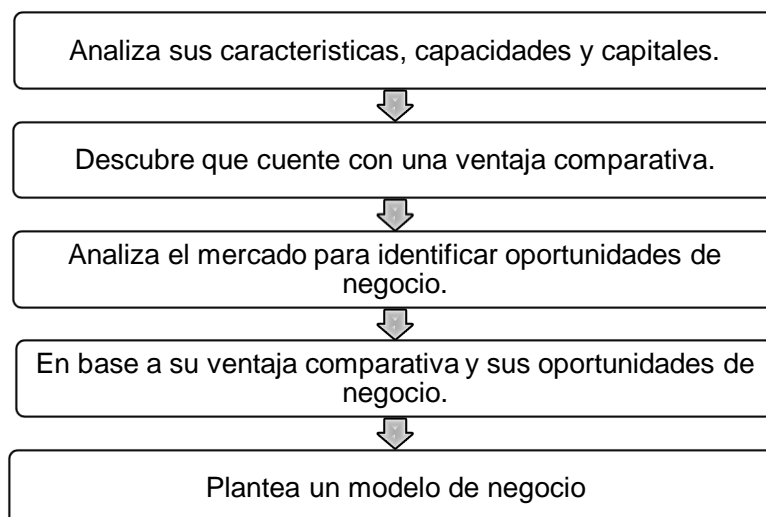 Analiza sus caracteristicas, capacidades y capitales.
Descubre que cuente con una ventaja comparativa.
Analiza el mercado para identificar oportunidades de
negocio.
En base a su ventaja comparativa y sus oportunidades de
negocio.
Plantea un modelo de negocio